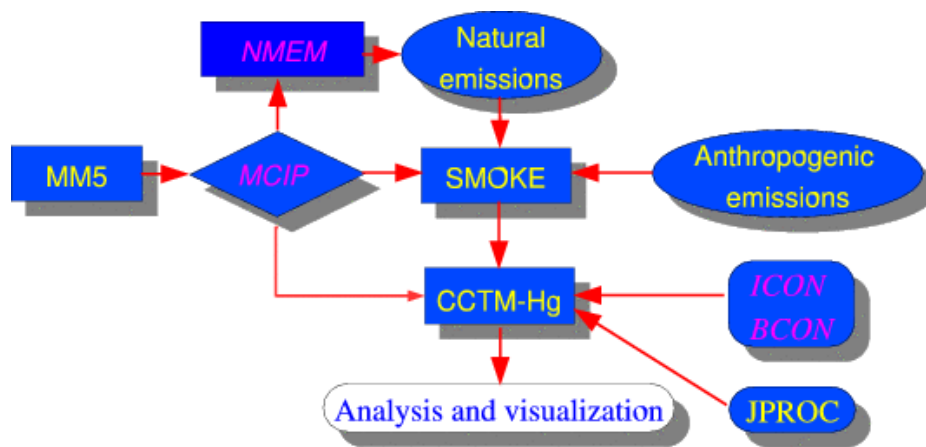 NMEM
Natural
emissions
MM5
MCIP
SMOKE
Anthropogenic
emissions
CCTM-Hg
ICON
BCON
Analysis and visualization
JPROC